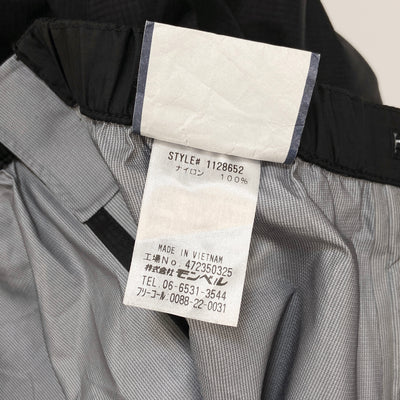 STYLE# 1128652
ナイロン 100%
MADE IN VIETNAM
工場No. 472350325
株式会社モンベル
TEL 06-6531-3544
フリーコール 0088-22-0031